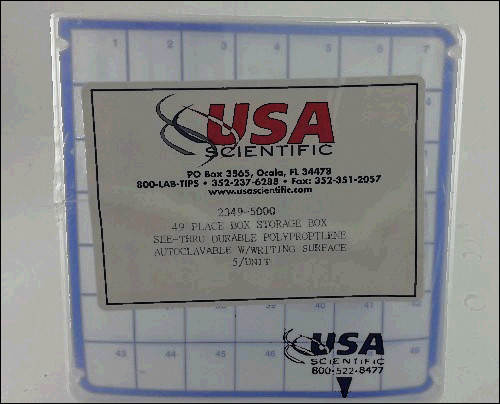 1 2 3 4 5 6 7
USA
SCIENTIFIC
PO Box 3565, Ocala, FL 34478
800-LAB-TIPS • 352-237-6288 • Fax: 352-351-2057
www.usascientific.com
2349-5000
49 PLACE BOX STORAGE BOX
SEE-THRU DURABLE POLYPROPYLENE
AUTOCLAVABLE W/WRITING SURFACE
5/UNIT
USA
SCIENTIFIC
800-522-8477
43 44 45 46 49